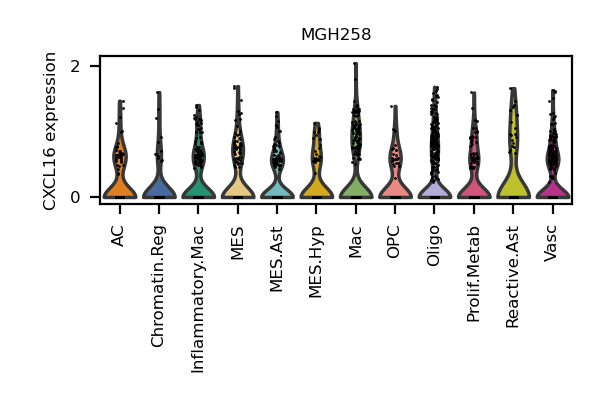 MGH258
CXCL16 expression
2
0
AC
Chromatin.Reg
Inflammatory.Mac
MES
MES.Ast
MES.Hyp
Mac
OPC
Oligo
Prolif.Metab
Reactive.Ast
Vasc